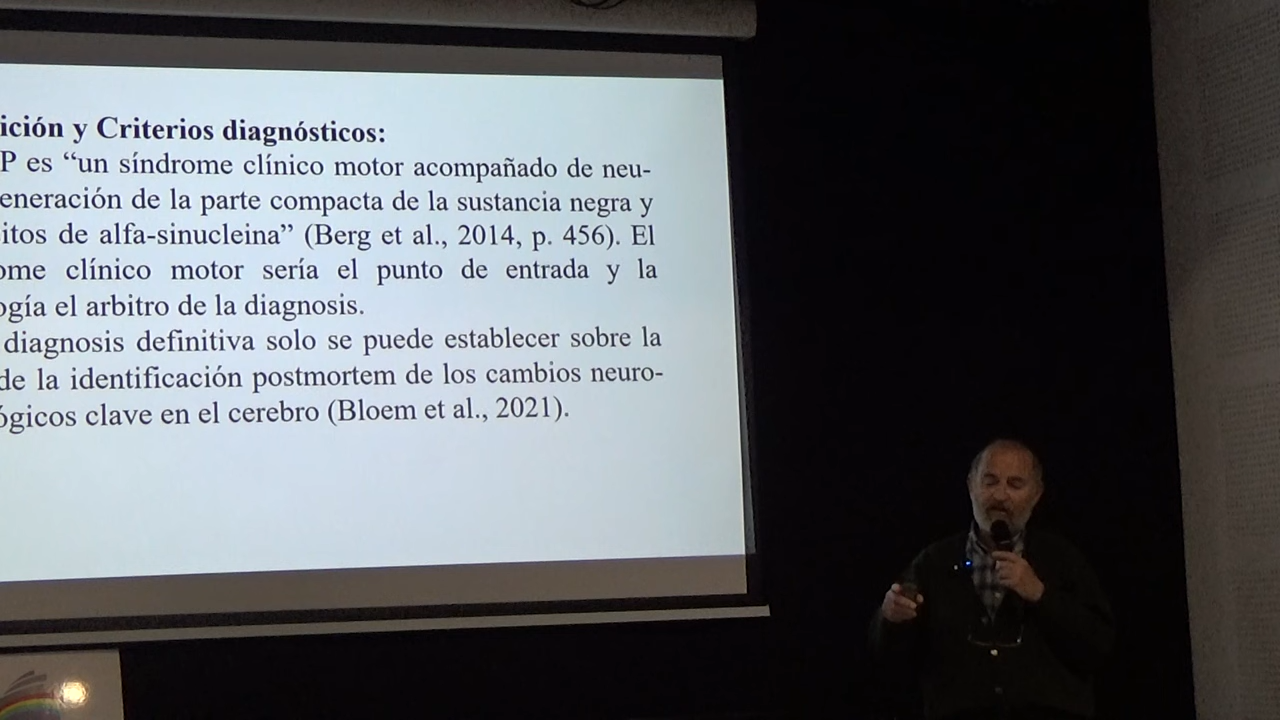 ición y Criterios diagnósticos:
P es “un síndrome clínico motor acompañado de neu-
eneración de la parte compacta de la sustancia negra y
itos de alfa-sinucleina” (Berg et al., 2014, p. 456). El
ome clínico motor sería el punto de entrada y la
ogía el arbitro de la diagnosis.
diagnosis definitiva solo se puede establecer sobre la
de la identificación postmortem de los cambios neuro-
ógicos clave en el cerebro (Bloem et al., 2021).